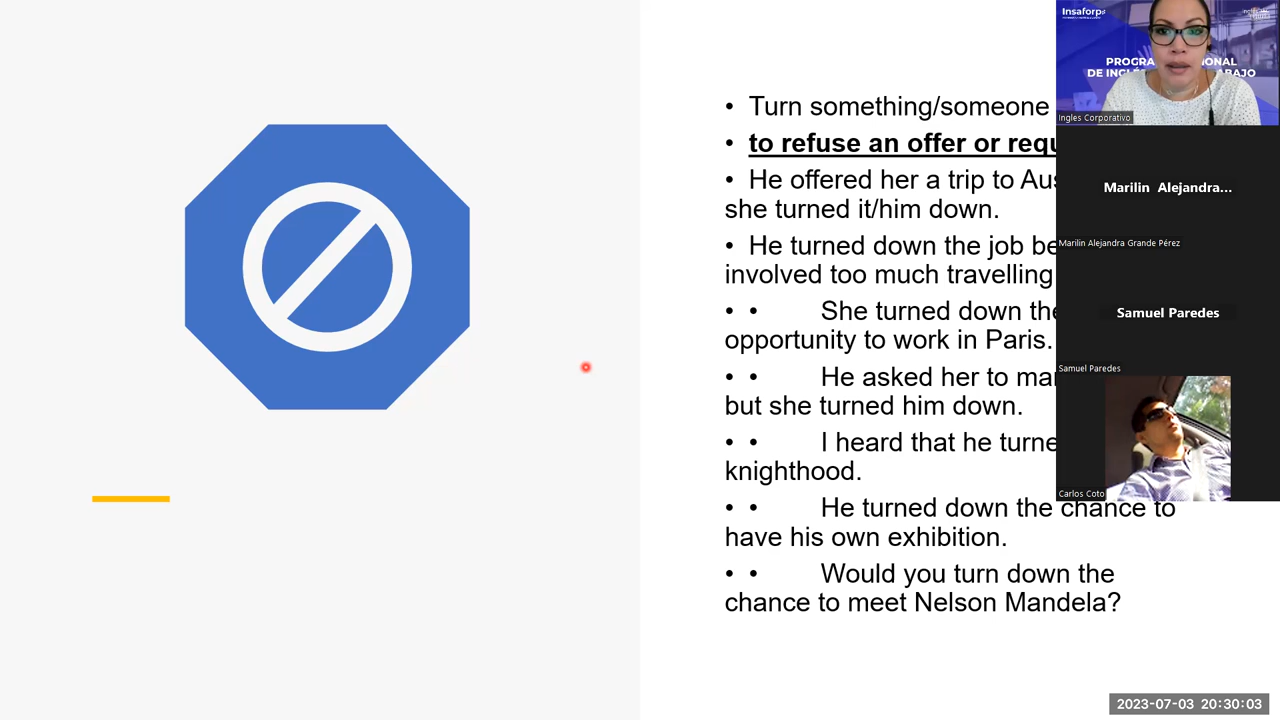 • Turn something/someone
• to refuse an offer or requ
• He offered her a trip to Aus
she turned it/him down.
• He turned down the job be
involved too much travelling
• • She turned down the
opportunity to work in Paris.
• • He asked her to mar
but she turned him down.
• • I heard that he turne
knighthood.
• • He turned down the chance to
have his own exhibition.
• • Would you turn down the
chance to meet Nelson Mandela?
Insaforp
PROGRA ONAL
DE INGL ABAJO
Ingles Corporativo
Marilin Alejandra...
Marilin Alejandra Grande Pérez
Samuel Paredes
Samuel Paredes
Carlos Coto
2023-07-03 20:30:03